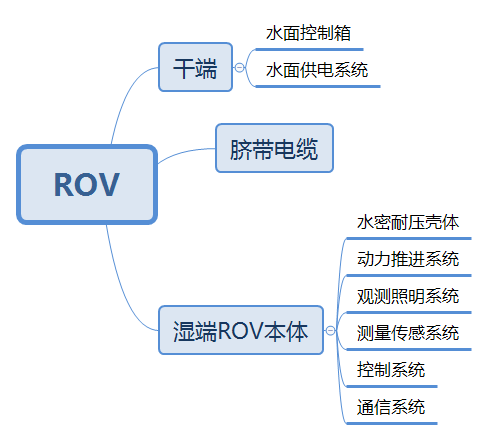 ROV
干端
水面控制箱
水面供电系统
脐带电缆
湿端ROV本体
水密耐压壳体
动力推进系统
观测照明系统
测量传感系统
控制系统
通信系统